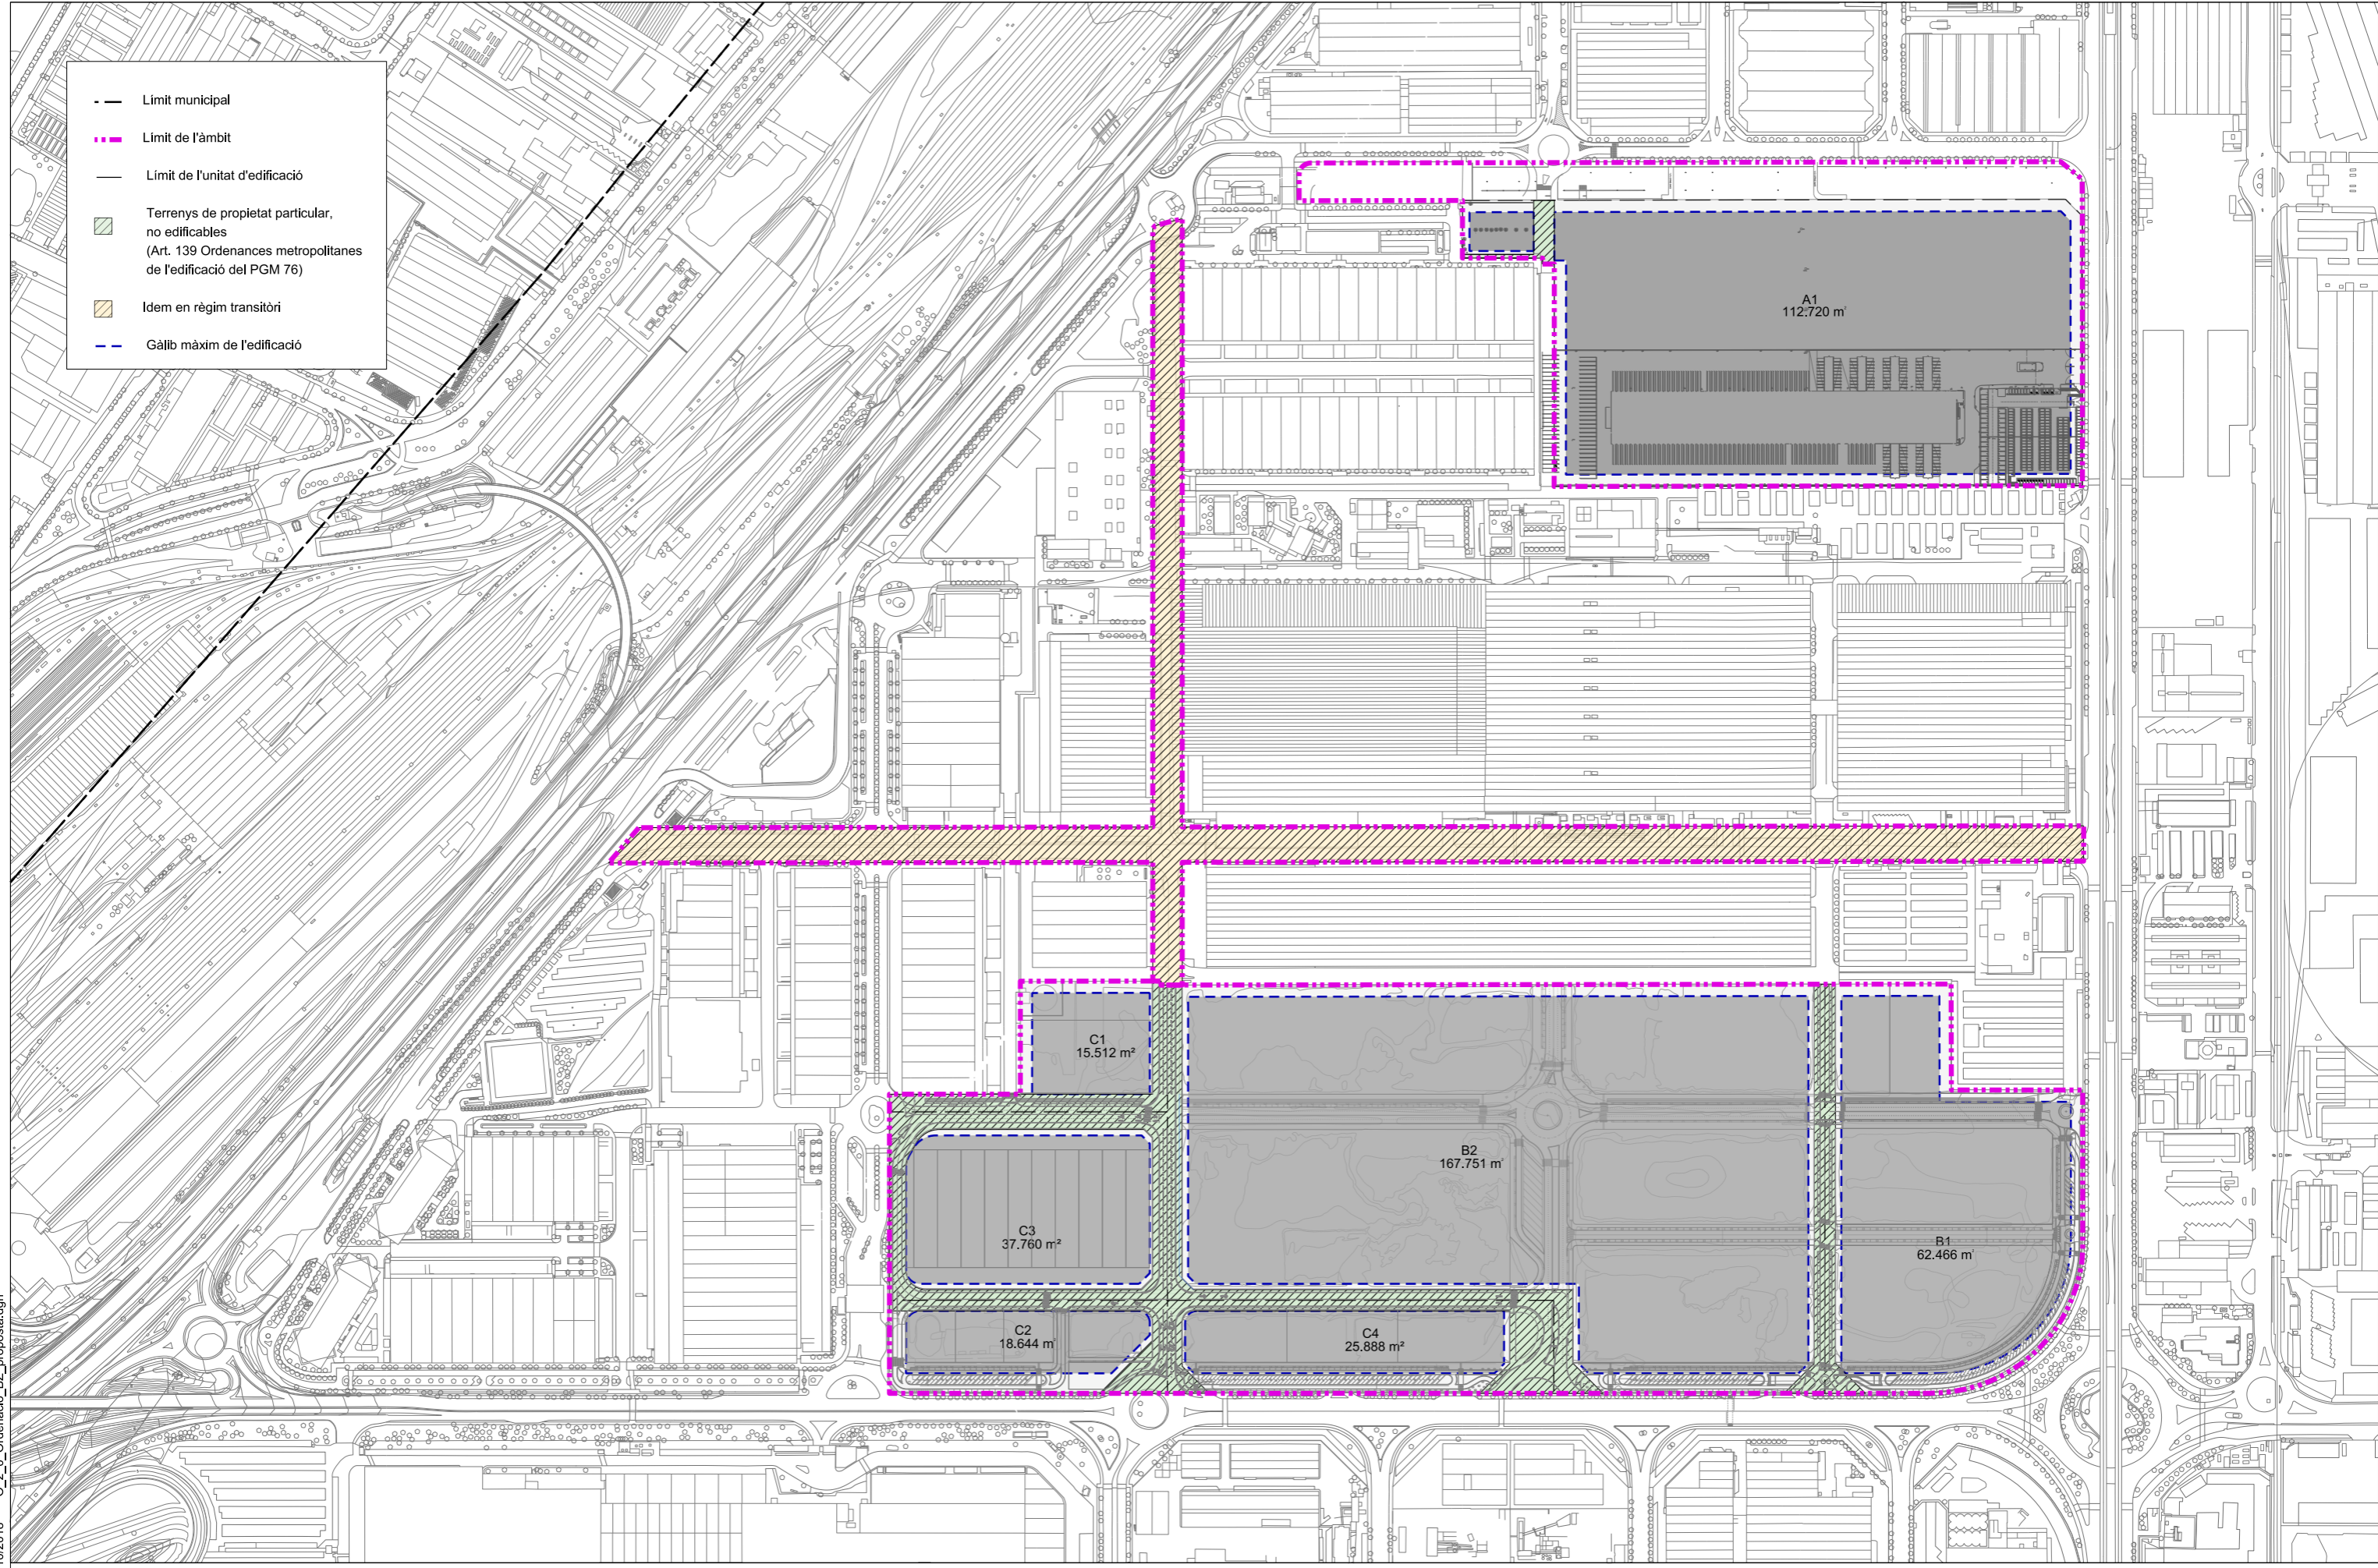 Límit municipal
Límit de l'àmbit
Límit de l'unitat d'edificació
Terrenys de propietat particular,
no edificables
(Art. 139 Ordenances metropolitanes
de l'edificació del PGM 76)
Idem en règim transitòri
Gàlib màxim de l'edificació
A1
112.720 m²
C1
15.512 m²
B2
167.751 m²
C3
37.760 m²
B1
62.466 m²
C2
18.644 m²
C4
25.888 m²